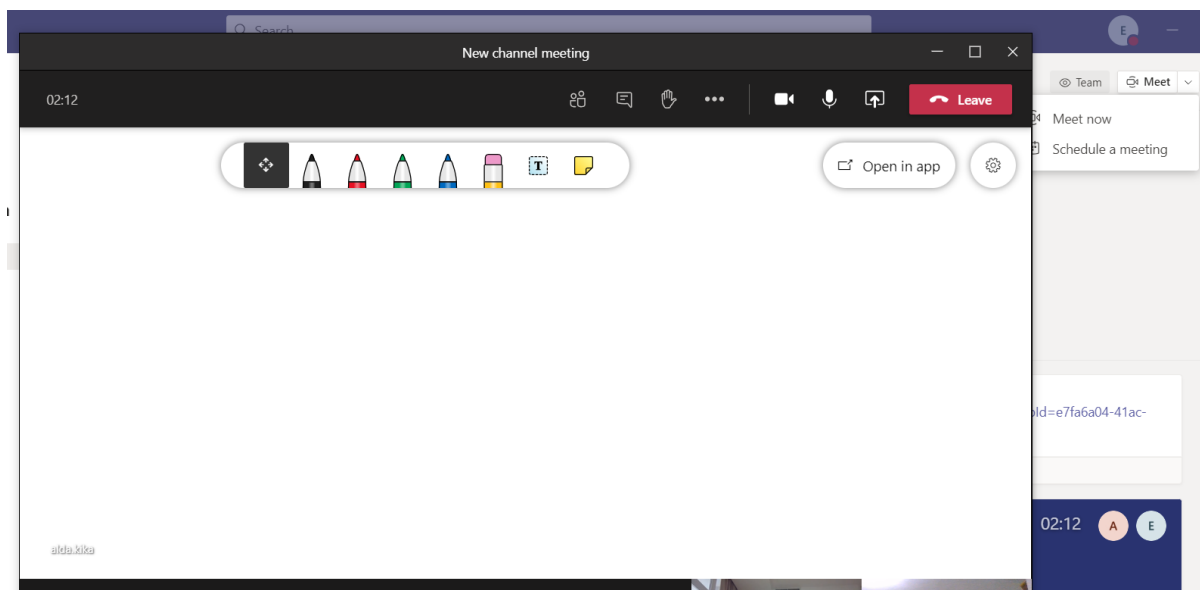 Search
E
New channel meeting
Team
Meet
02:12
Leave
Meet now
Schedule a meeting
T
Open in app
Id=e7fa6a04-41ac-
02:12
A
E
alda.kika